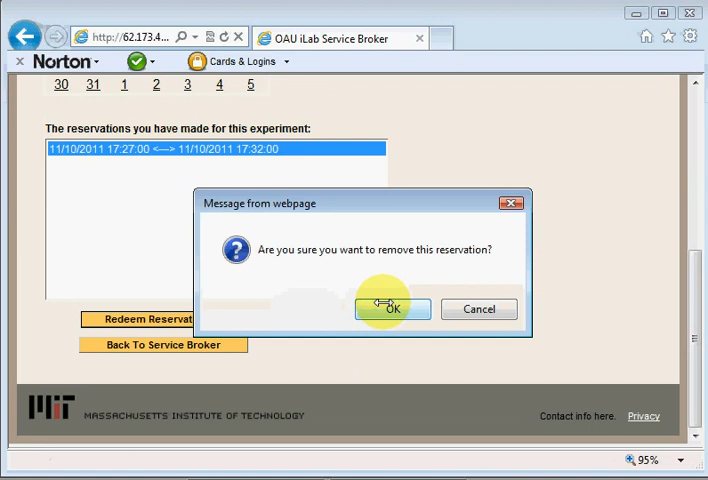 http://62.173.4...
OAU iLab Service Broker
Norton
Cards & Logins
30 31 1 2 3 4 5
The reservations you have made for this experiment:
11/10/2011 17:27:00 <---> 11/10/2011 17:32:00
Message from webpage
Are you sure you want to remove this reservation?
OK Cancel
Redeem Reservat
Back To Service Broker
MIT MASSACHUSETTS INSTITUTE OF TECHNOLOGY
Contact info here. Privacy
95%